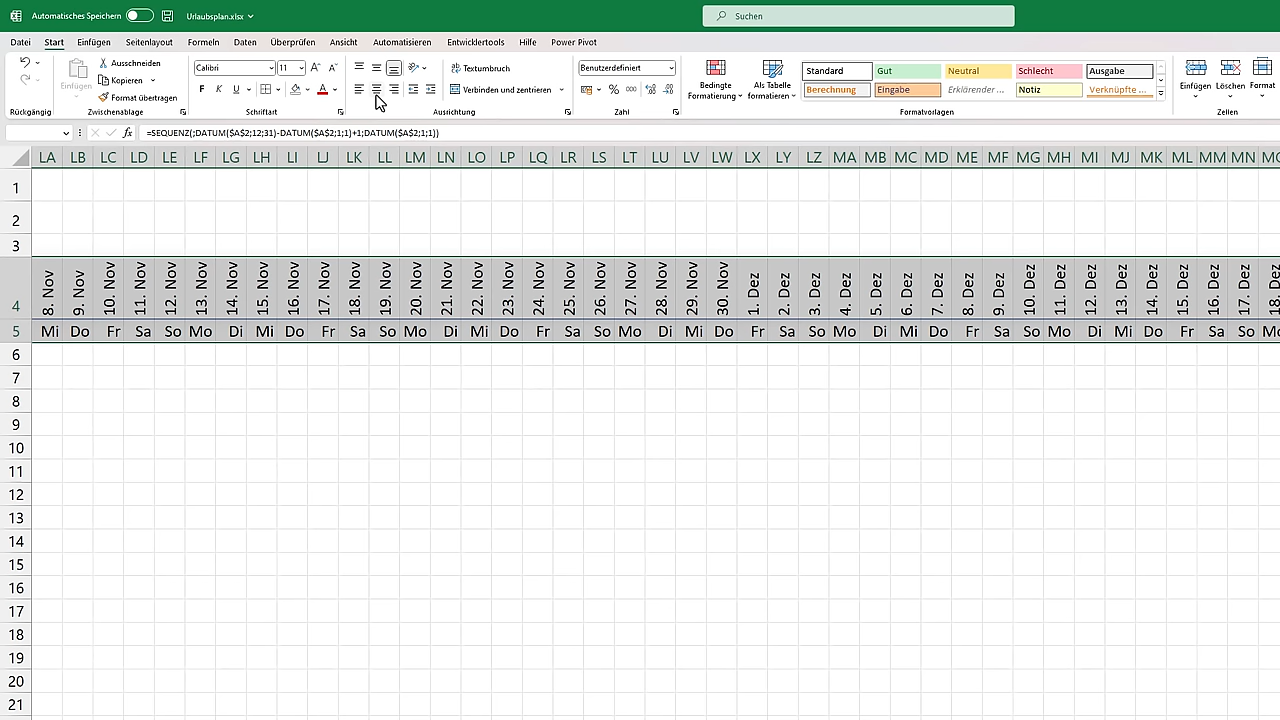 Automatisches Speichern Urlaubsplan.xlsx Suchen
Datei Start Einfügen Seitenlayout Formeln Daten Überprüfen Ansicht Automatisieren Entwicklertools Hilfe Power Pivot
Rückgängig
Einfügen
Ausschneiden
Kopieren
Format übertragen
Zwischenablage
Calibri 11
F K U
Schriftart
Textumbruch
Verbinden und zentrieren
Ausrichtung
Benutzerdefiniert
% 000
Zahl
Bedingte Formatierung
Als Tabelle formatieren
Standard Gut Neutral Schlecht Ausgabe
Berechnung Eingabe Erklärender ... Notiz Verknüpfte ...
Formatvorlagen
Einfügen Löschen Format
Zellen
fx =SEQUENZ(;DATUM($A$2;12;31)-DATUM($A$2;1;1)+1;DATUM($A$2;1;1))
LA LB LC LD LE LF LG LH LI LJ LK LL LM LN LO LP LQ LR LS LT LU LV LW LX LY LZ MA MB MC MD ME MF MG MH MI MJ MK ML MM MN
1
2
3
4 8. Nov 9. Nov 10. Nov 11. Nov 12. Nov 13. Nov 14. Nov 15. Nov 16. Nov 17. Nov 18. Nov 19. Nov 20. Nov 21. Nov 22. Nov 23. Nov 24. Nov 25. Nov 26. Nov 27. Nov 28. Nov 29. Nov 30. Nov 1. Dez 2. Dez 3. Dez 4. Dez 5. Dez 6. Dez 7. Dez 8. Dez 9. Dez 10. Dez 11. Dez 12. Dez 13. Dez 14. Dez 15. Dez 16. Dez 17. Dez 18. Dez
5 Mi Do Fr Sa So Mo Di Mi Do Fr Sa So Mo Di Mi Do Fr Sa So Mo Di Mi Do Fr Sa So Mo Di Mi Do Fr Sa So Mo Di Mi Do Fr Sa So Mo
6
7
8
9
10
11
12
13
14
15
16
17
18
19
20
21